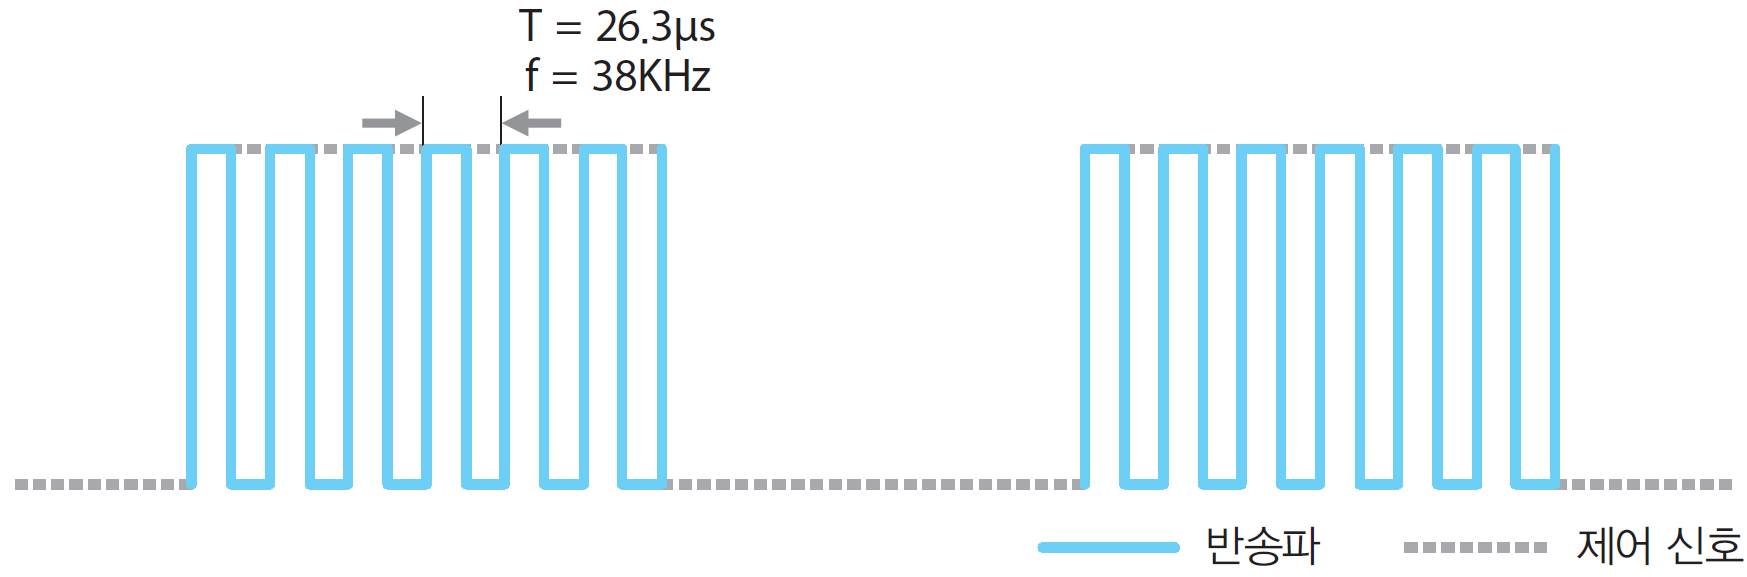 T = 26.3μs
f = 38KHz
반송파
제어 신호